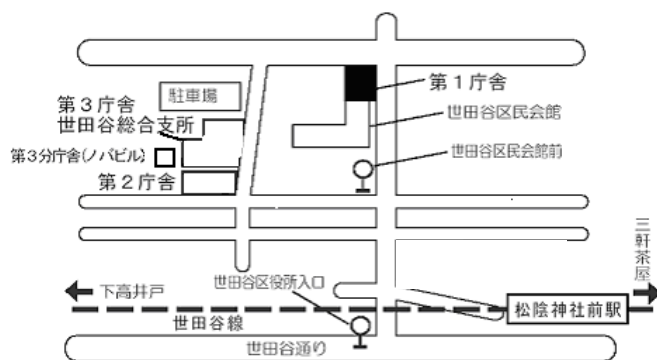 第1庁舎
駐車場
第3庁舎
世田谷総合支所
世田谷区民会館
第3分庁舎(ノバビル)
世田谷区民会館前
第2庁舎
三軒茶屋
下高井戸
世田谷区役所入口
松陰神社前駅
世田谷線
世田谷通り